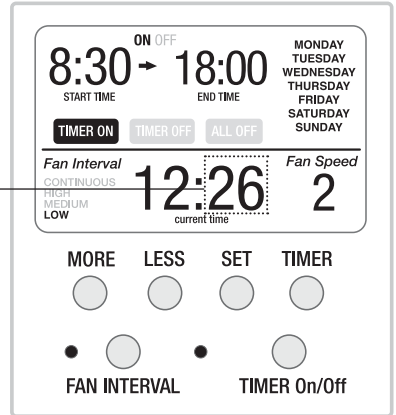 ON OFF
8:30 → 18:00
START TIME END TIME
MONDAY
TUESDAY
WEDNESDAY
THURSDAY
FRIDAY
SATURDAY
SUNDAY
TIMER ON TIMER OFF ALL OFF
Fan Interval
CONTINUOUS
HIGH
MEDIUM
LOW
12:26
current time
Fan Speed
2
MORE LESS SET TIMER
FAN INTERVAL TIMER On/Off